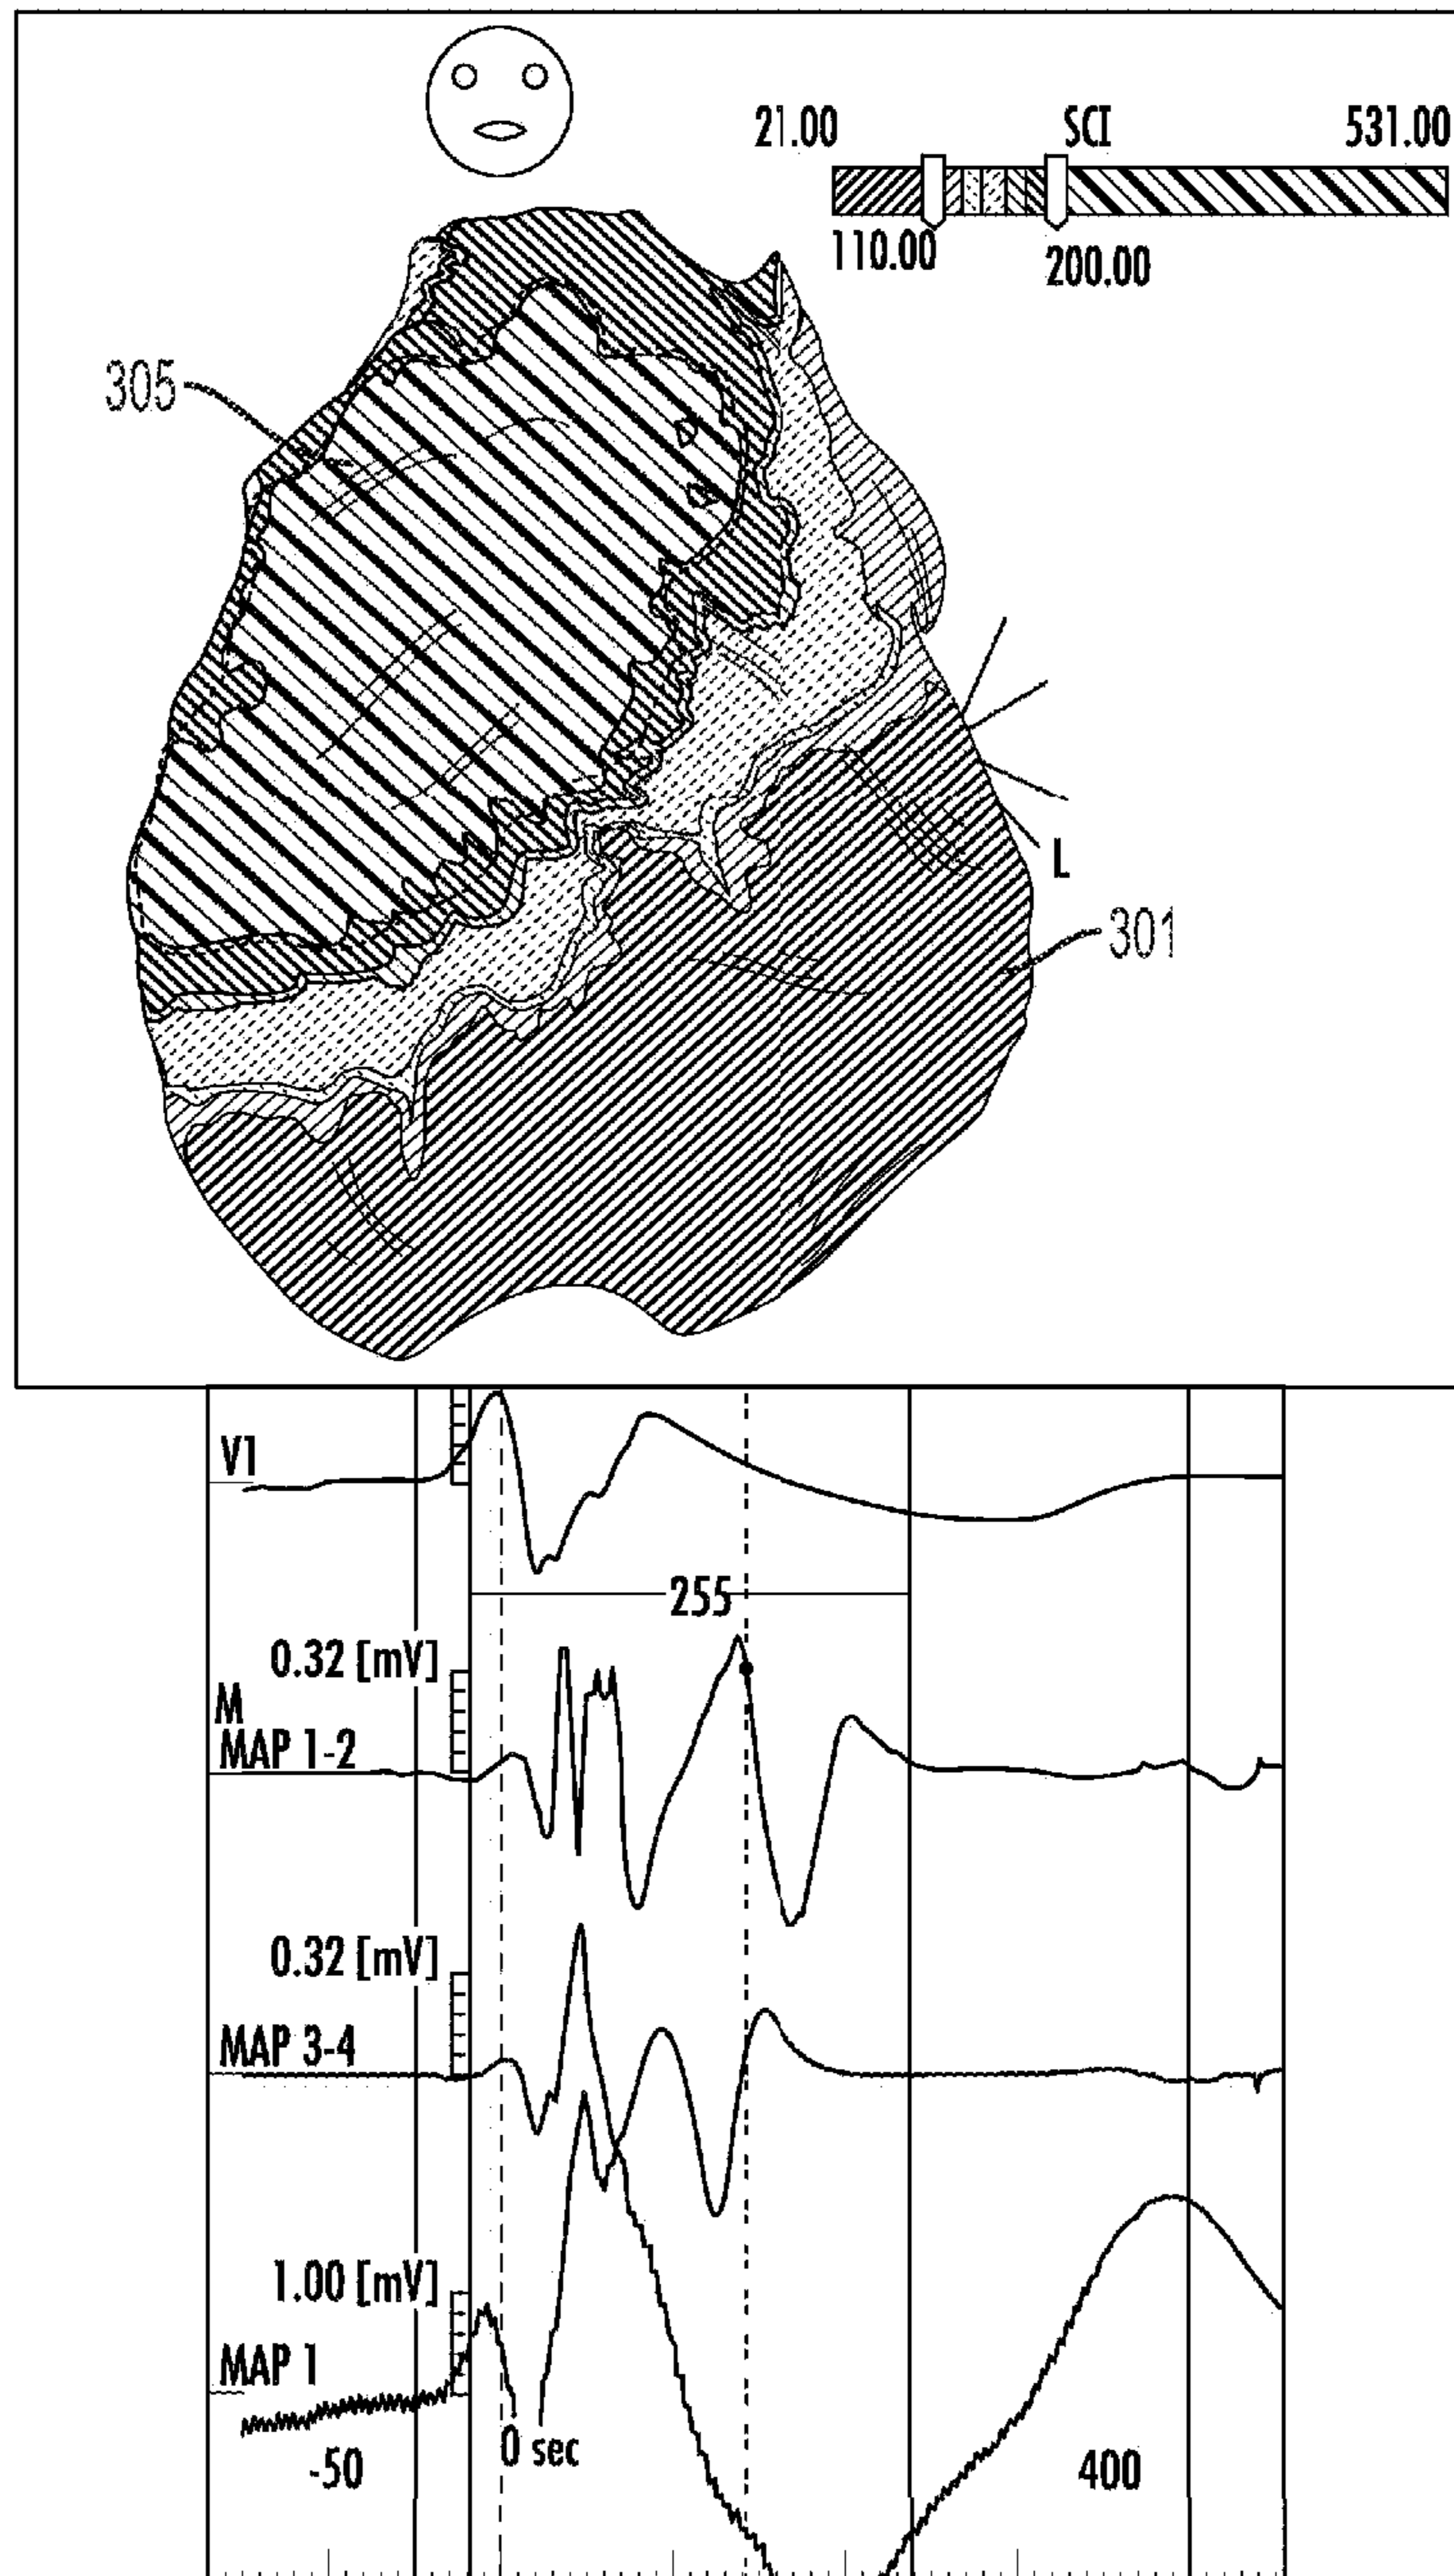 21.00 SCI 531.00
110.00 200.00
305
L
301
V1
255
0.32 [mV]
M
MAP 1-2
0.32 [mV]
MAP 3-4
1.00 [mV]
MAP 1
0 sec
-50 400